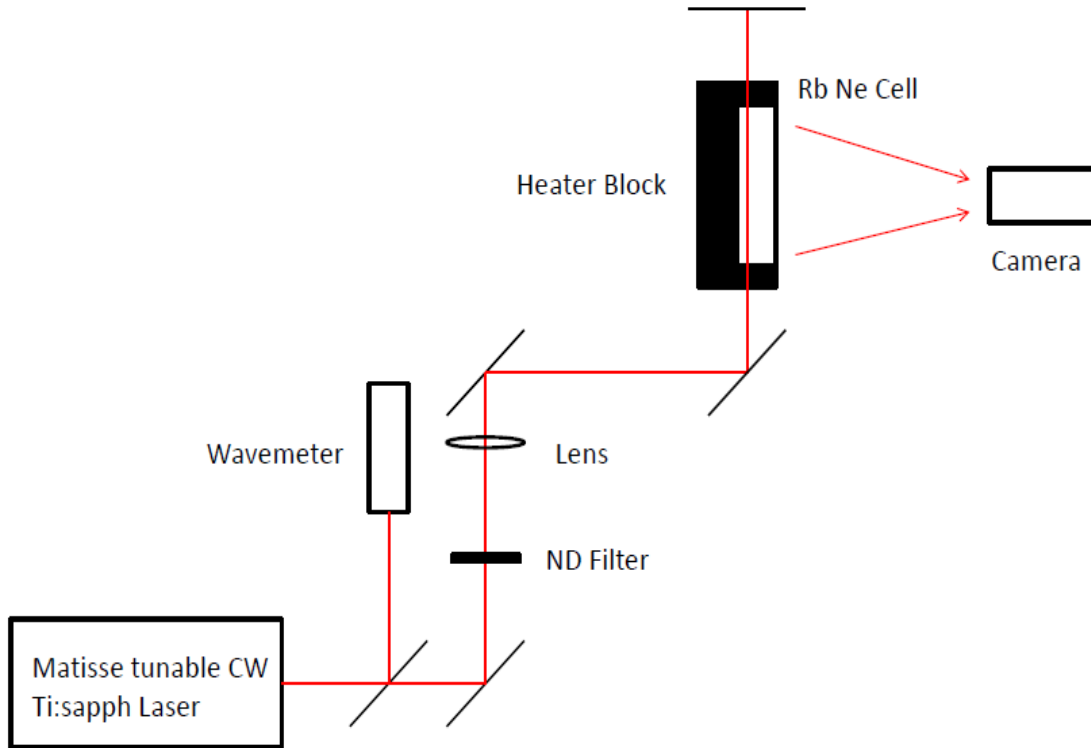 Rb Ne Cell
Heater Block
Camera
Wavemeter
Lens
ND Filter
Matisse tunable CW
Ti:sapph Laser